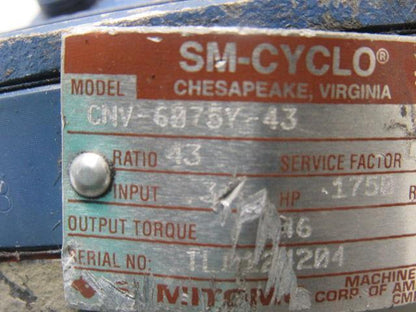 SM-CYCLO®
CHESAPEAKE, VIRGINIA
MODEL
CNV-6075Y-43
RATIO 43 SERVICE FACTOR
INPUT HP 1750 R
OUTPUT TORQUE
SERIAL NO:
MACHINE
CORP. OF AM